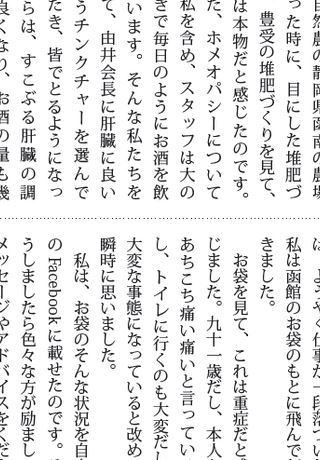 自然農の静岡県函南の農場
った時に、目にした堆肥づ
豊受の堆肥づくりを見て、
は本物だと感じたのです。
た、ホメオパシーについて
私を含め、スタッフは大の
きで毎日のようにお酒を飲
います。そんな私たちを
て、由井会長に肝臓に良い
うチンクチャーを選んで
たき、皆でとるようになっ
らは、すこぶる肝臓の調
良くなり、お酒の量も幾
は、ようやく仕事が一段落つい
私は函館のお袋のもとに飛んで
きました。
お袋を見て、これは重症だと
じました。九十一歳だし、本人
あちこち痛い痛いと言ってい
し、トイレに行くのも大変だし
大変な事態になっていると改め
瞬時に思いました。
私は、お袋のそんな状況を自
のFacebookに載せたのです。
うしましたら色々な方が励まし
メッセージやアドバイスをくだ